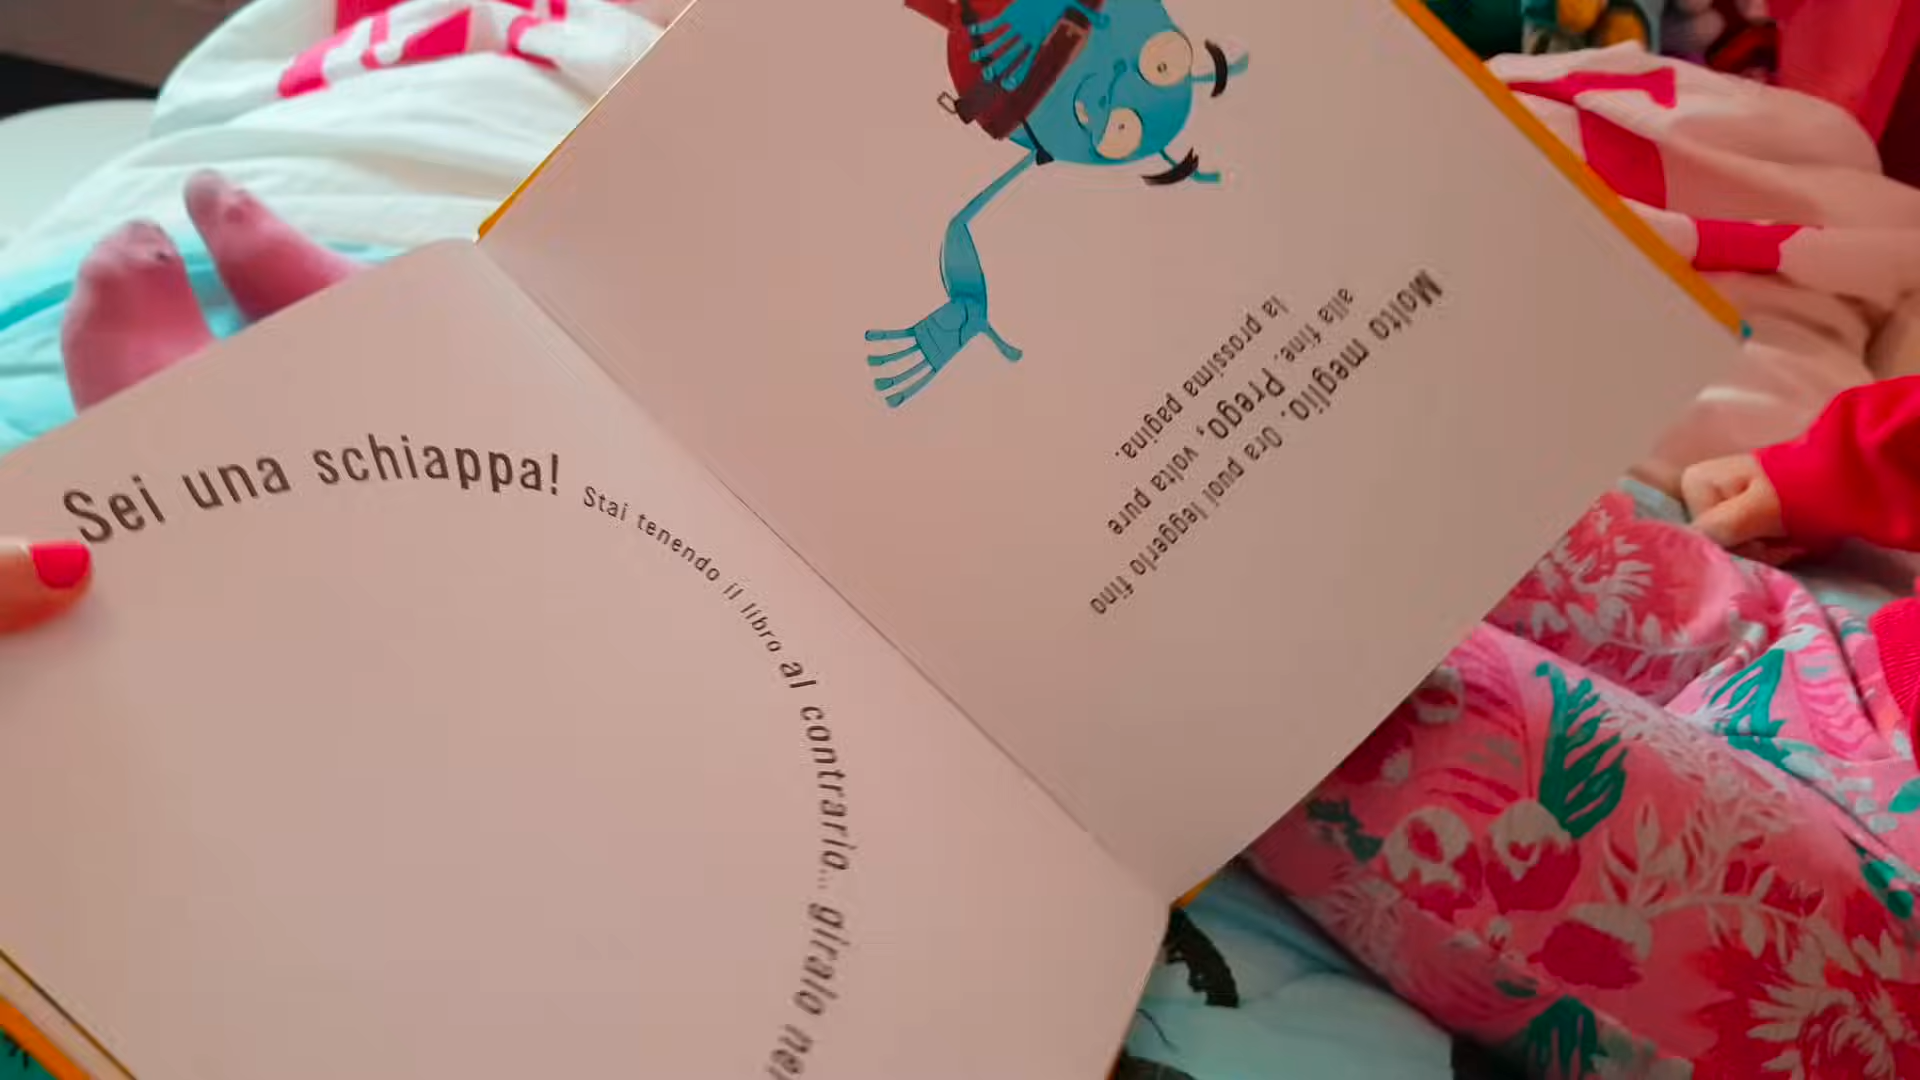 Sei una schiappa! Stai tenendo il libro al contrario... giralo
Molto meglio. Ora puoi leggerlo fino
alla fine. Prego, volta pure
la prossima pagina.